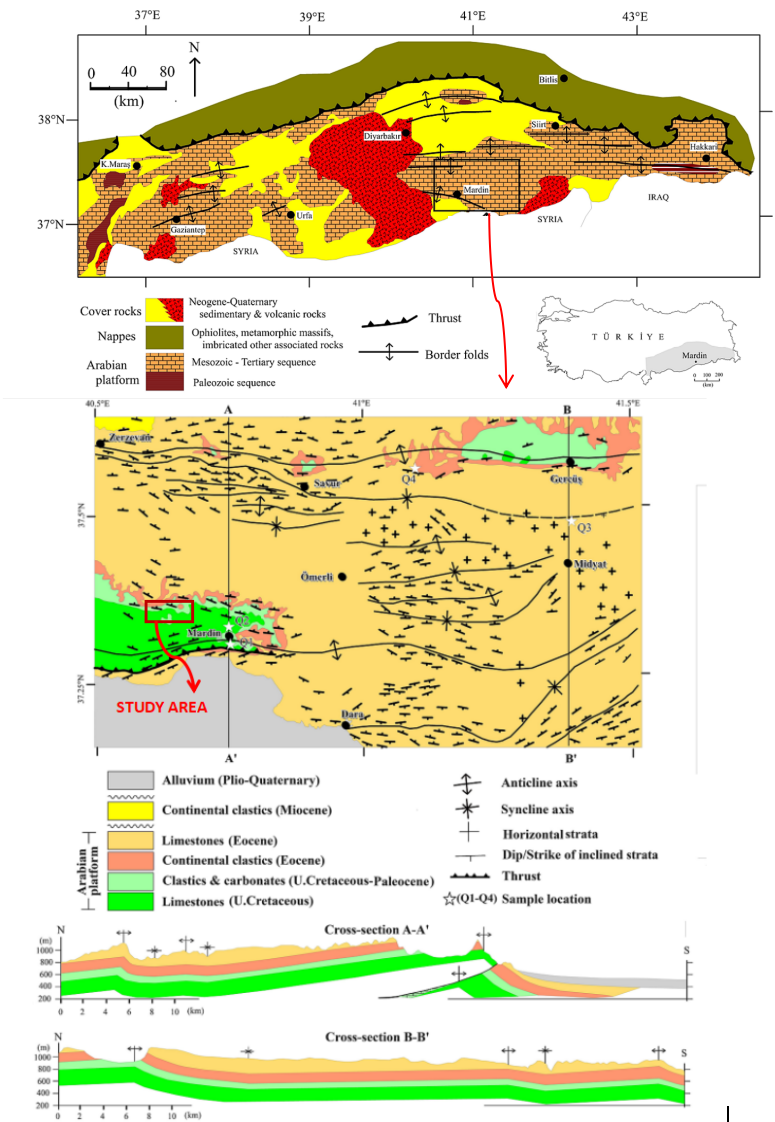 37°E 39°E 41°E 43°E
N
0 40 80
(km)
Bitlis
38°N
Siirt
Diyarbakır
Hakkari
K.Maraş
Mardin
37°N
Urfa
Gaziantep
SYRIA
SYRIA
IRAQ
Cover rocks
Neogene-Quaternary
sedimentary & volcanic rocks
Nappes
Ophiolites, metamorphic massifs,
imbricated other associated rocks
Arabian
platform
Mesozoic - Tertiary sequence
Paleozoic sequence
Thrust
Border folds
TÜRKİYE
Mardin
0 100 200
(km)
40.5°E A 41°E B 41.5°E
Zerzevan
Savur
Q4
Gercüş
37.5°N
Q3
Ömerli
Midyat
Q2
Mardin
Q1
37.25°N
STUDY AREA
Dara
A' B'
Alluvium (Plio-Quaternary)
Continental clastics (Miocene)
Arabian
platform
Limestones (Eocene)
Continental clastics (Eocene)
Clastics & carbonates (U.Cretaceous-Paleocene)
Limestones (U.Cretaceous)
Anticline axis
Syncline axis
Horizontal strata
Dip/Strike of inclined strata
Thrust
(Q1-Q4) Sample location
Cross-section A-A'
N
S
(m)
1000
800
600
400
200
0 2 4 6 8 10 (km)
Cross-section B-B'
N
S
(m)
1000
800
600
400
200
0 2 4 6 8 10 (km)